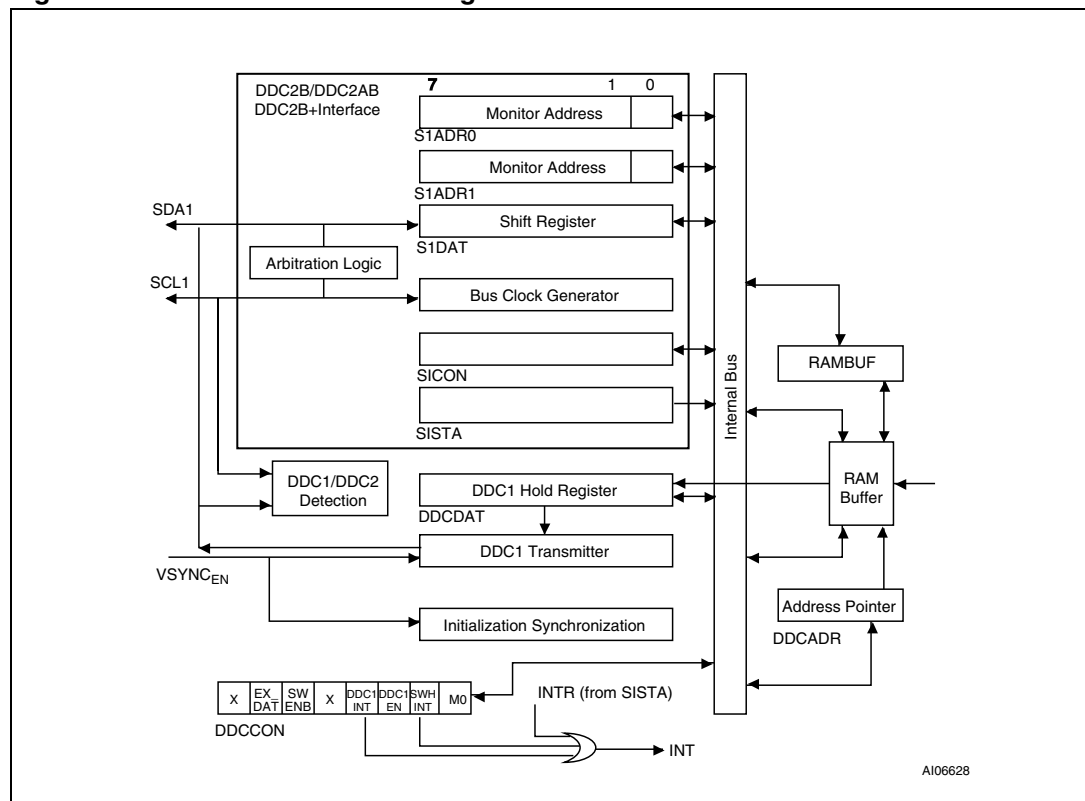 7 1 0
DDC2B/DDC2AB
DDC2B+Interface
Monitor Address
S1ADR0
Monitor Address
S1ADR1
SDA1
Shift Register
S1DAT
Arbitration Logic
SCL1
Bus Clock Generator
SICON
SISTA
Internal Bus
RAMBUF
RAM
Buffer
DDC1/DDC2
Detection
DDC1 Hold Register
DDCDAT
DDC1 Transmitter
VSYNCEN
Address Pointer
DDCADR
Initialization Synchronization
X
EX_
DAT
SW
ENB
X
DDC1
INT
DDC1
EN
SWH
INT
M0
DDCCON
INTR (from SISTA)
INT
AI06628